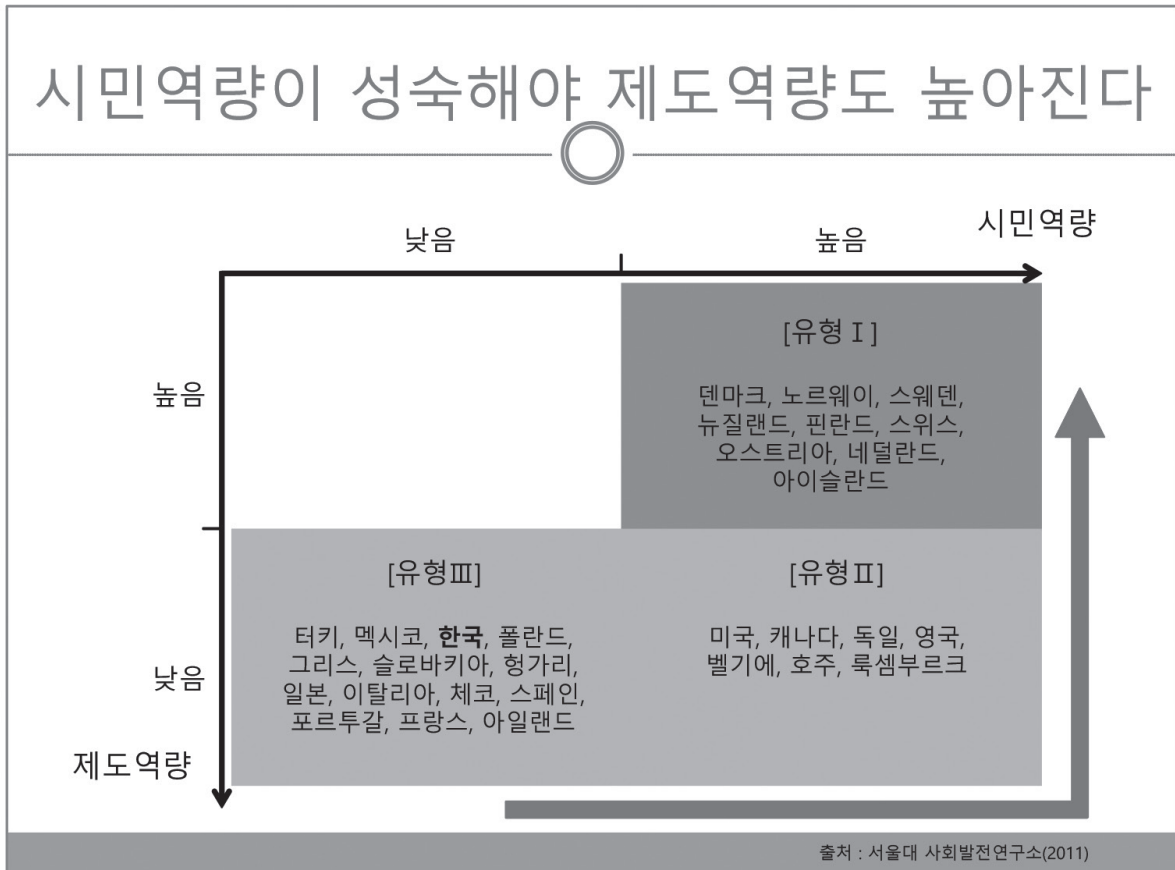 시민역량이 성숙해야 제도역량도 높아진다
시민역량
낮음
높음
[유형Ⅰ]
높음
덴마크, 노르웨이, 스웨덴,
뉴질랜드, 핀란드, 스위스,
오스트리아, 네덜란드,
아이슬란드
[유형Ⅲ]
터키, 멕시코, 한국, 폴란드,
그리스, 슬로바키아, 헝가리,
일본, 이탈리아, 체코, 스페인,
포르투갈, 프랑스, 아일랜드
[유형Ⅱ]
미국, 캐나다, 독일, 영국,
벨기에, 호주, 룩셈부르크
낮음
제도역량
출처 : 서울대 사회발전연구소(2011)